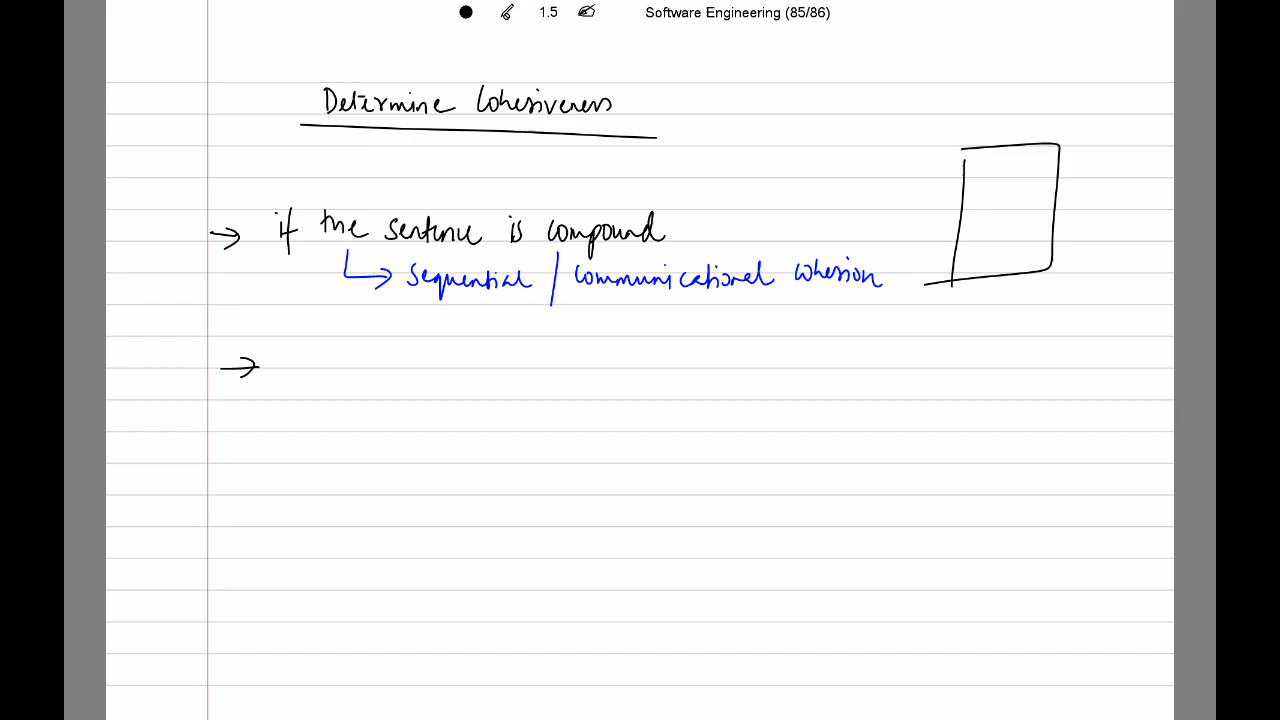 1.5 Software Engineering (85/86)
Determine Cohesiveness
→ if the sentence is compound
↳ sequential / communicational cohesion
→